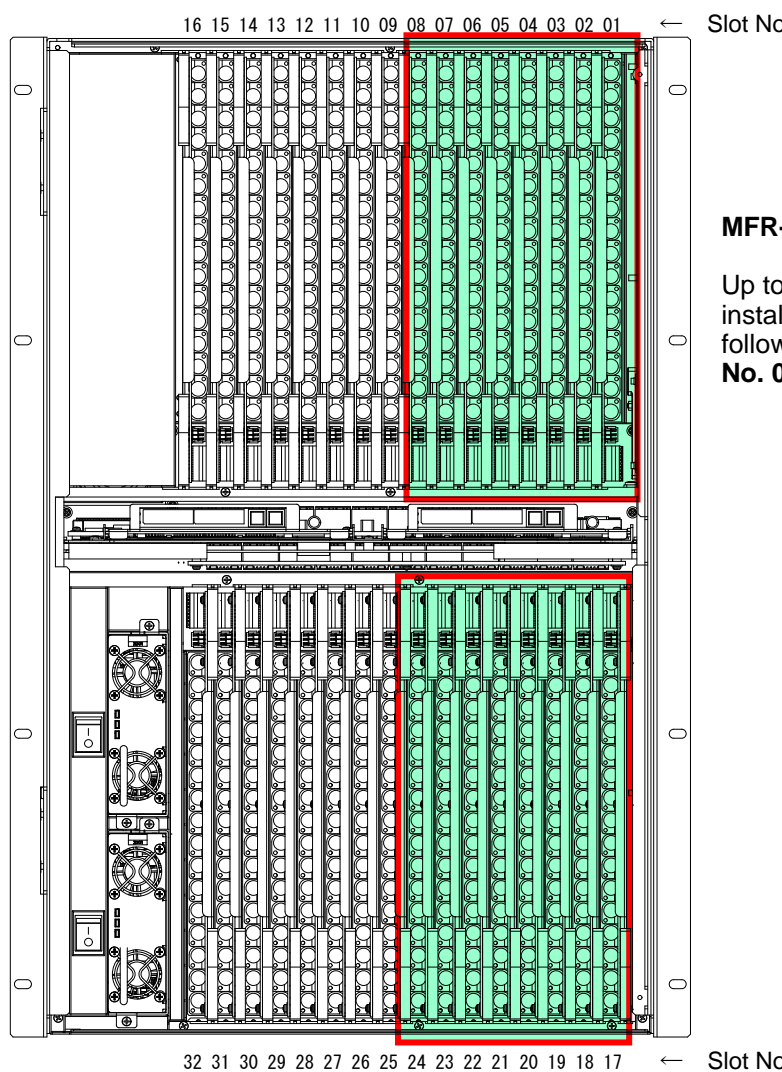 16 15 14 13 12 11 10 09 08 07 06 05 04 03 02 01 ← Slot No
MFR-
Up to
instal
follow
No. 0
32 31 30 29 28 27 26 25 24 23 22 21 20 19 18 17 ← Slot No